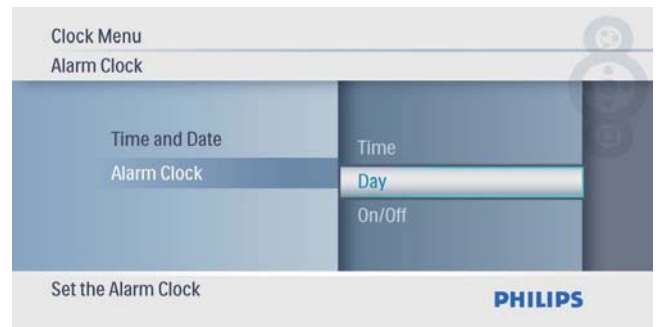 Clock Menu
Alarm Clock
Time and Date
Alarm Clock
Time
Day
On/Off
Set the Alarm Clock
PHILIPS